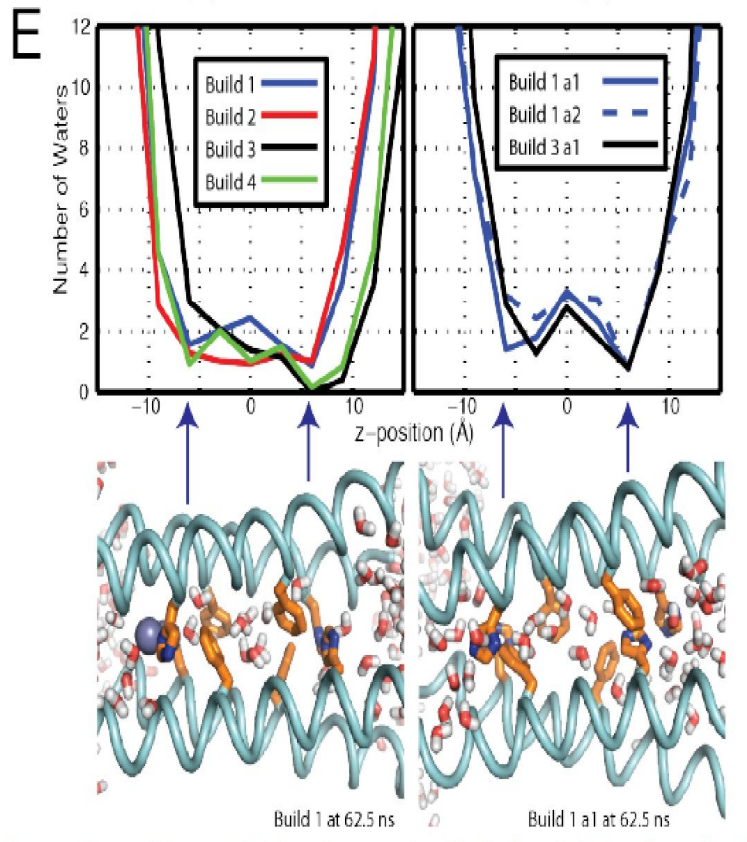 E
12
10
8
6
4
2
0
Number of Waters
Build 1
Build 2
Build 3
Build 4
Build 1 a1
Build 1 a2
Build 3 a1
−10 0 10 −10 0 10
z−position (Å)
Build 1 at 62.5 ns
Build 1 a1 at 62.5 ns